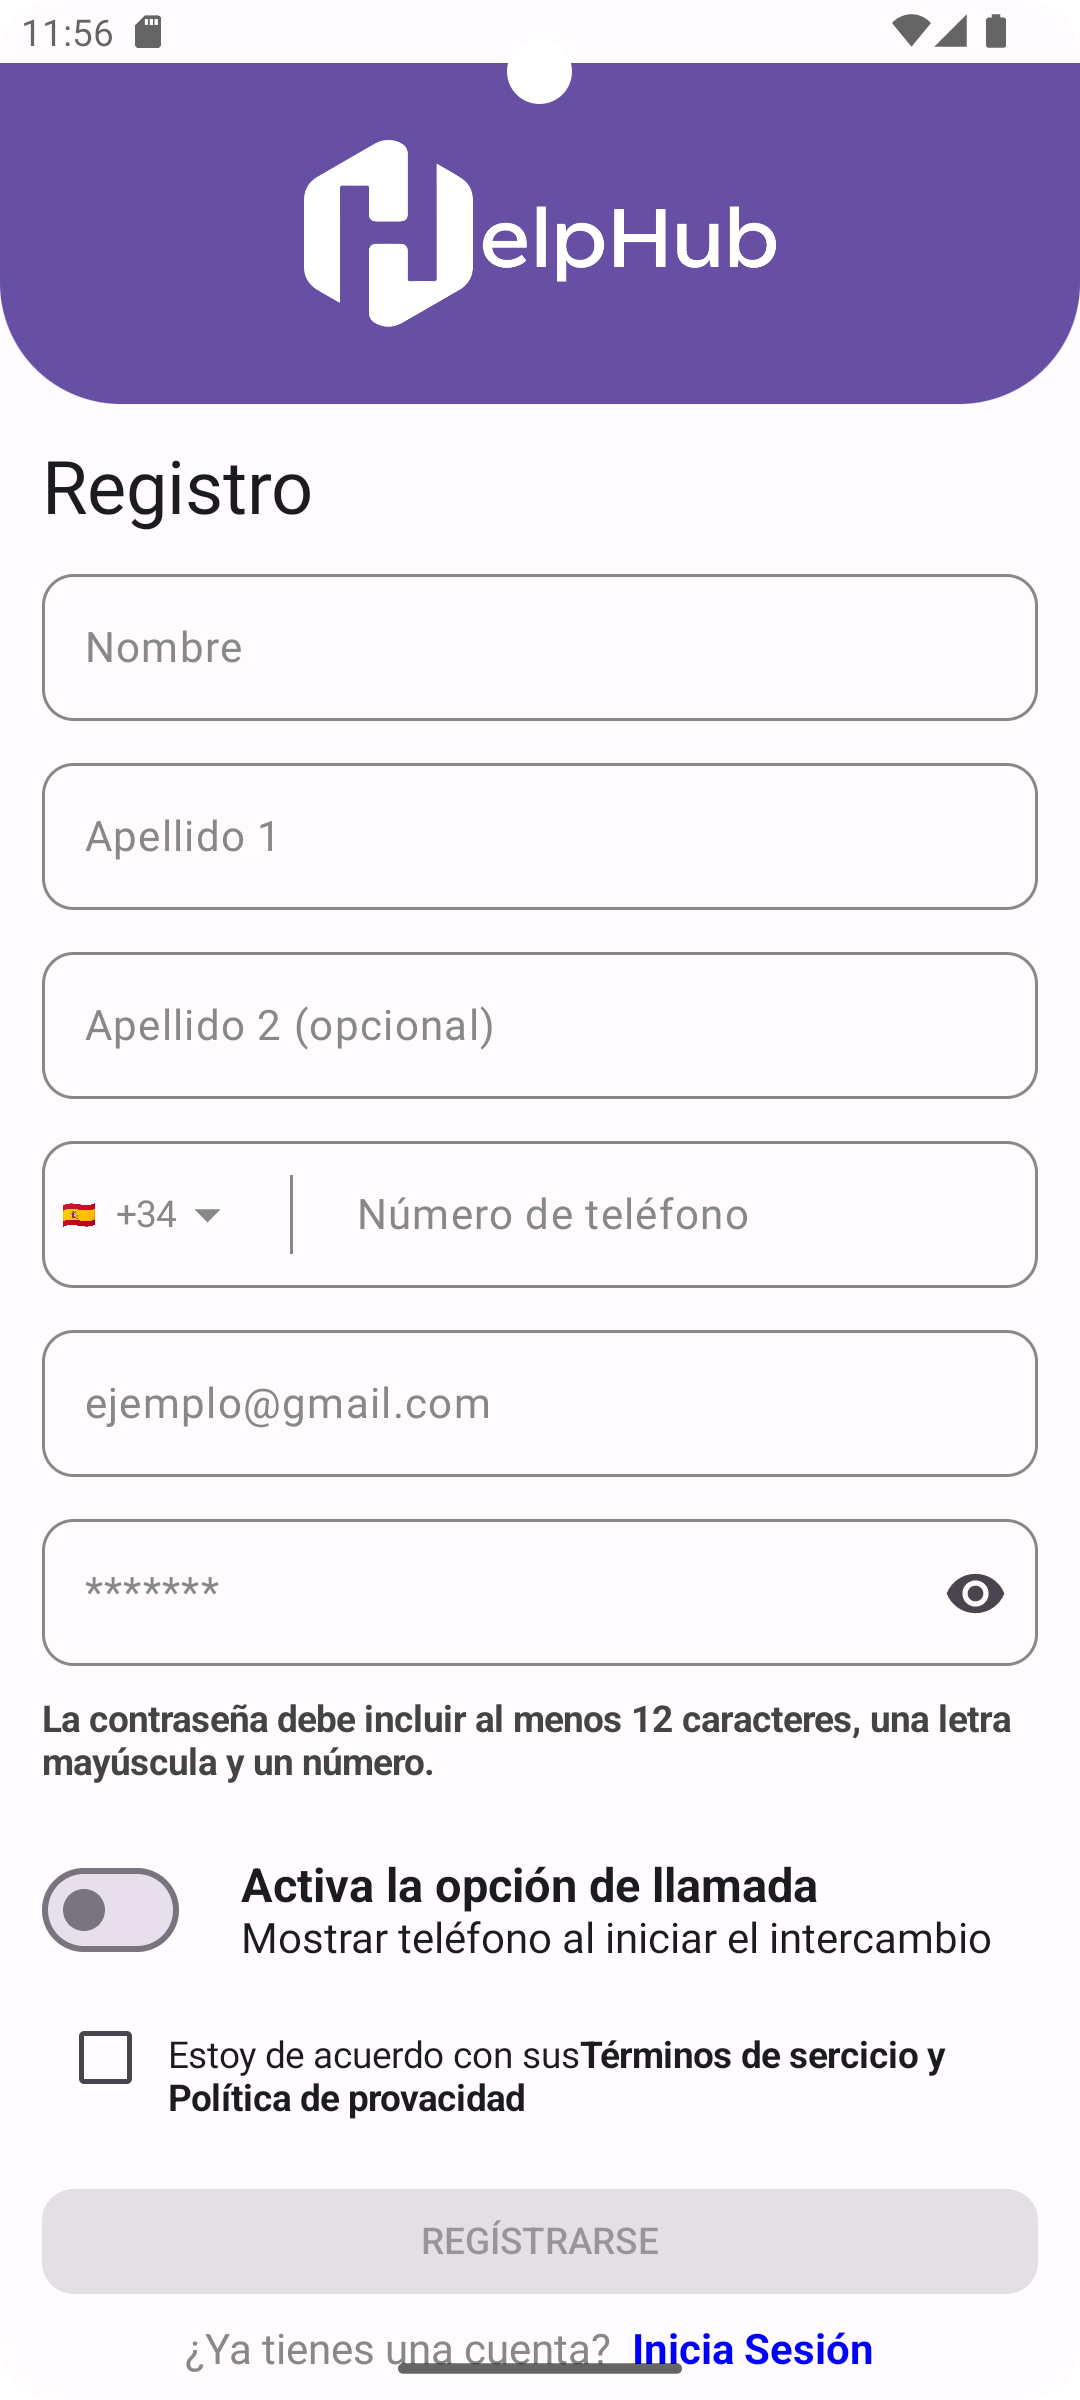 11:56
HelpHub
Registro
Nombre
Apellido 1
Apellido 2 (opcional)
+34 Número de teléfono
ejemplo@gmail.com
*******
La contraseña debe incluir al menos 12 caracteres, una letra
mayúscula y un número.
Activa la opción de llamada
Mostrar teléfono al iniciar el intercambio
Estoy de acuerdo con susTérminos de sercicio y
Política de provacidad
REGÍSTRARSE
¿Ya tienes una cuenta? Inicia Sesión